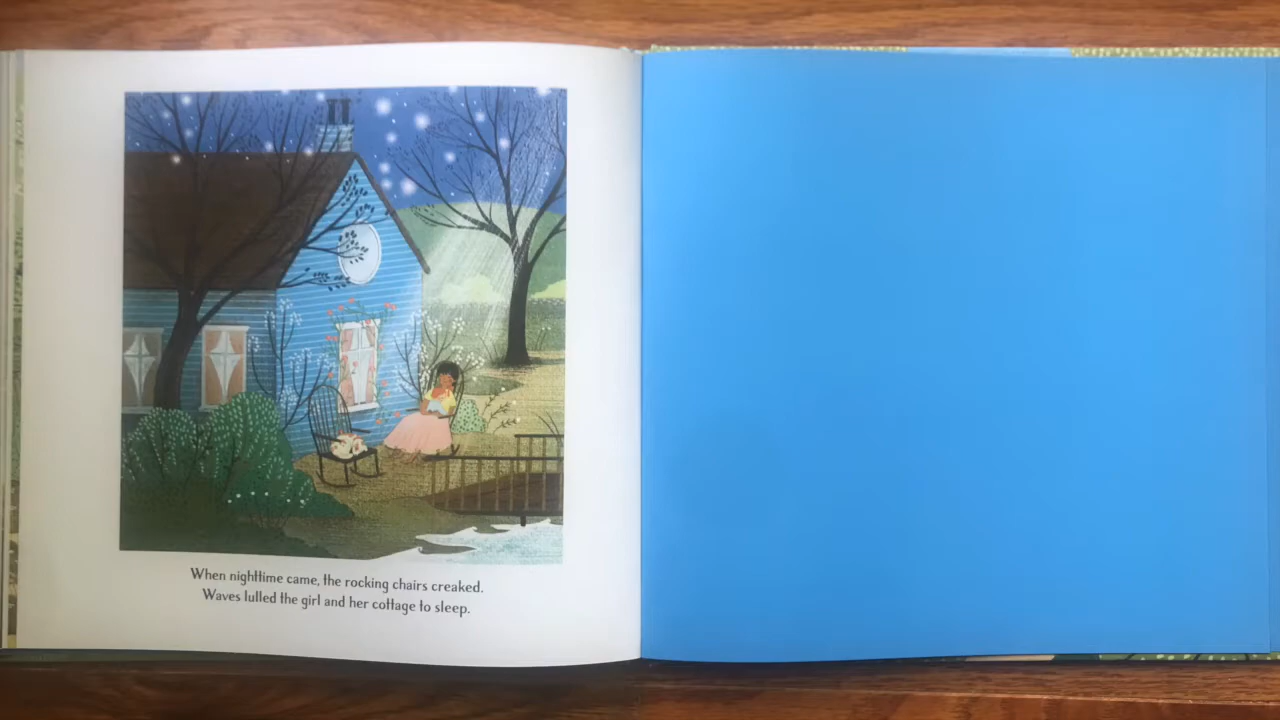 When nighttime came, the rocking chairs creaked.
Waves lulled the girl and her cottage to sleep.